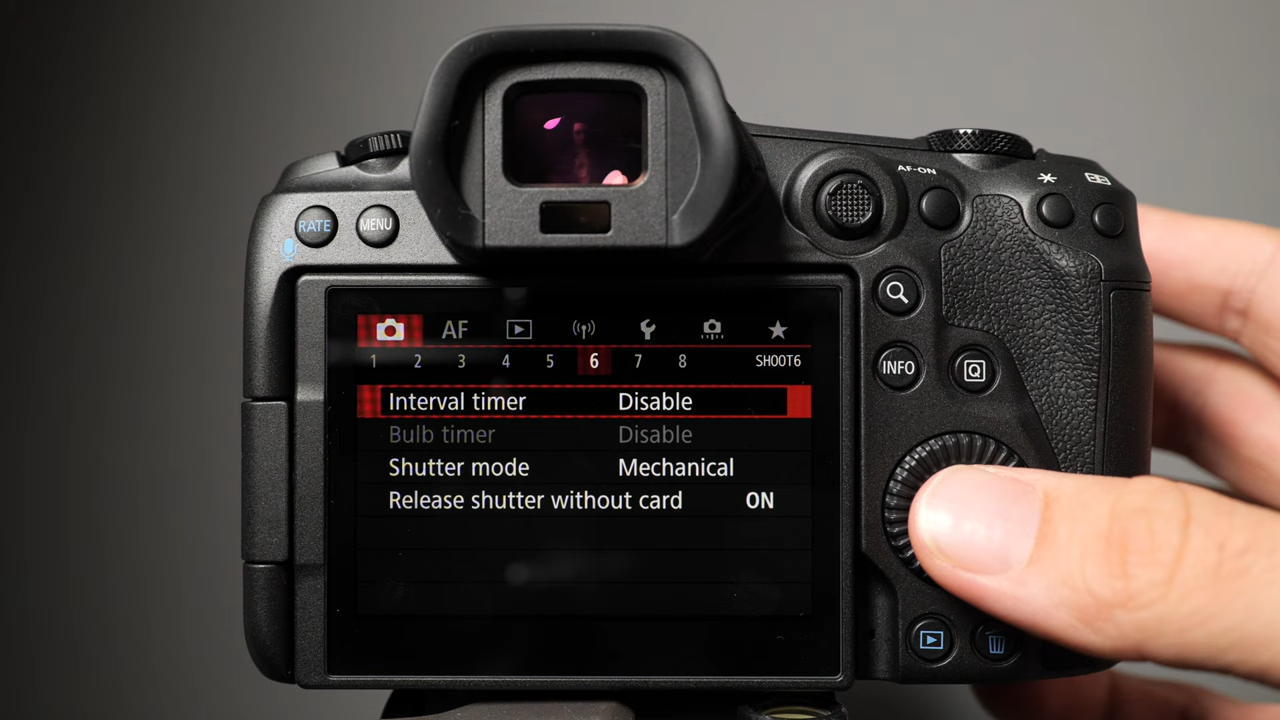 AF-ON
RATE
MENU
AF
1 2 3 4 5 6 7 8 SHOOT6
INFO
Q
Interval timer Disable
Bulb timer Disable
Shutter mode Mechanical
Release shutter without card ON